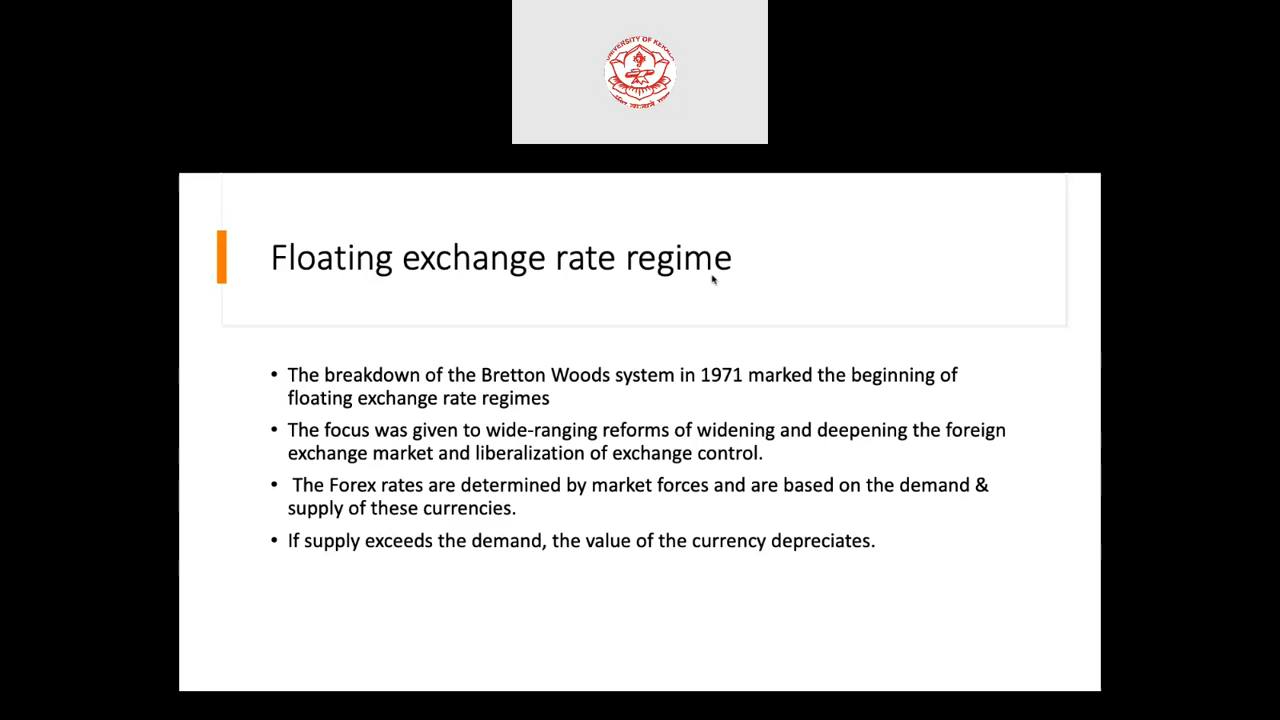 UNIVERSITY OF KERALA
Floating exchange rate regime
• The breakdown of the Bretton Woods system in 1971 marked the beginning of
floating exchange rate regimes
• The focus was given to wide-ranging reforms of widening and deepening the foreign
exchange market and liberalization of exchange control.
• The Forex rates are determined by market forces and are based on the demand &
supply of these currencies.
• If supply exceeds the demand, the value of the currency depreciates.